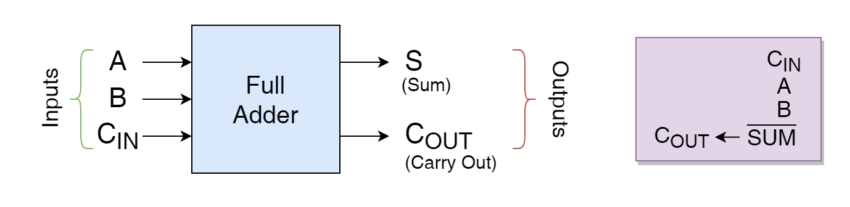 Inputs
A
B
CIN
Full
Adder
S
(Sum)
COUT
(Carry Out)
Outputs
CIN
A
B
COUT ← SUM